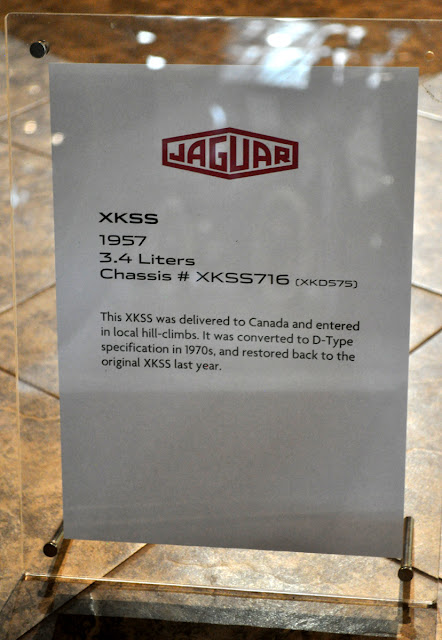 JAGUAR
XKSS
1957
3.4 Liters
Chassis # XKSS716 (XKD575)
This XKSS was delivered to Canada and entered
in local hill-climbs. It was converted to D-Type
specification in 1970s, and restored back to the
original XKSS last year.